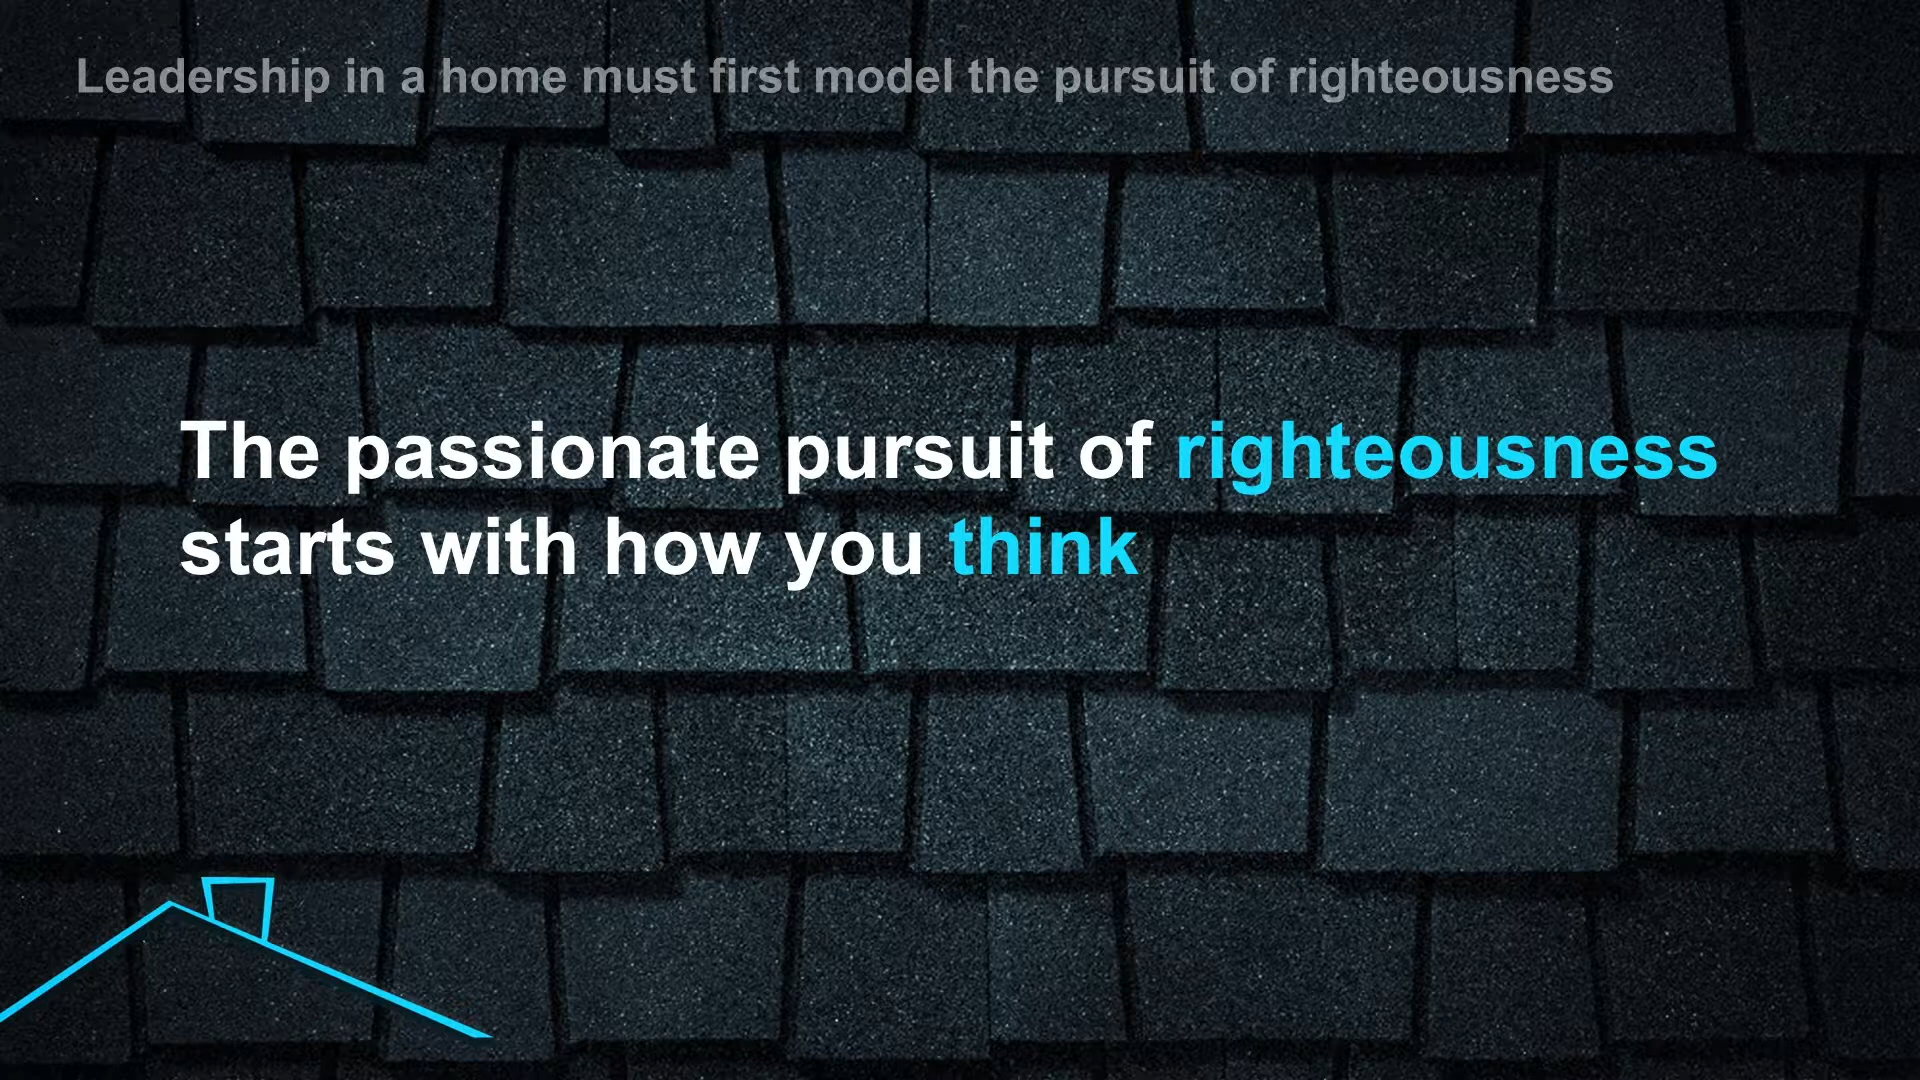 Leadership in a home must first model the pursuit of righteousness
The passionate pursuit of righteousness
starts with how you think